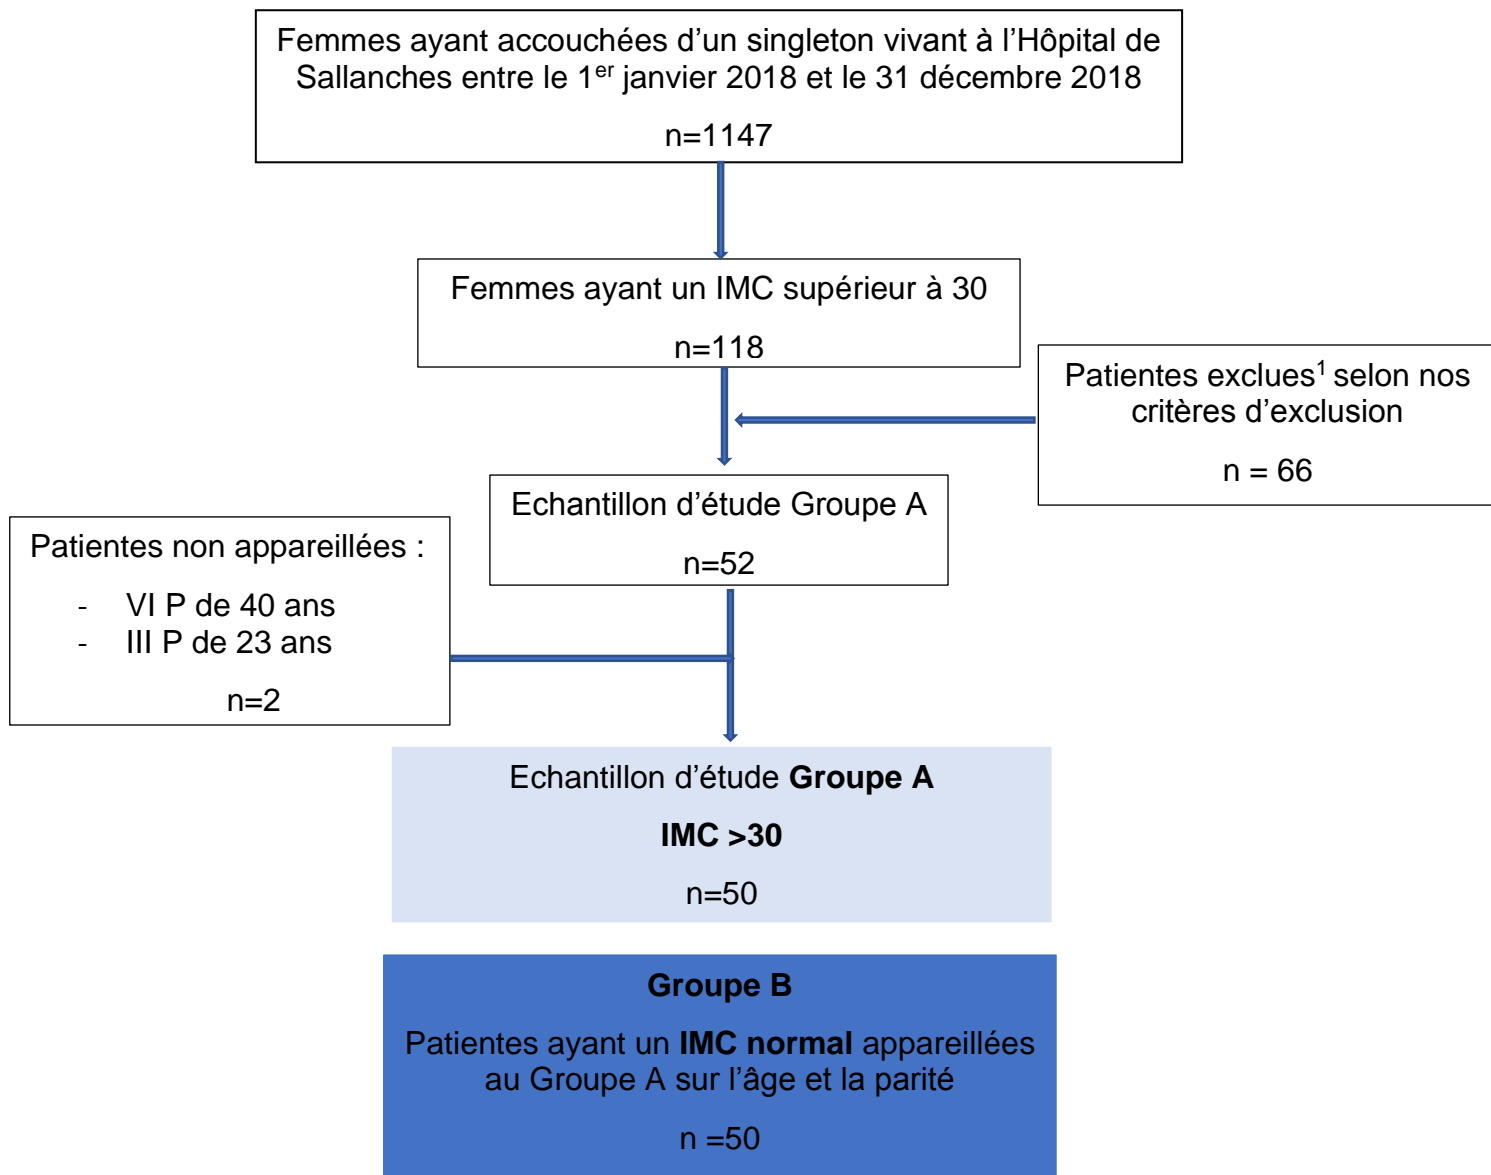 Femmes ayant accouchées d’un singleton vivant à l’Hôpital de
Sallanches entre le 1er janvier 2018 et le 31 décembre 2018
n=1147
Femmes ayant un IMC supérieur à 30
n=118
Patientes exclues1 selon nos
critères d’exclusion
n = 66
Echantillon d’étude Groupe A
n=52
Patientes non appareillées :
- VI P de 40 ans
- III P de 23 ans
n=2
Echantillon d’étude Groupe A
IMC >30
n=50
Groupe B
Patientes ayant un IMC normal appareillées
au Groupe A sur l’âge et la parité
n =50